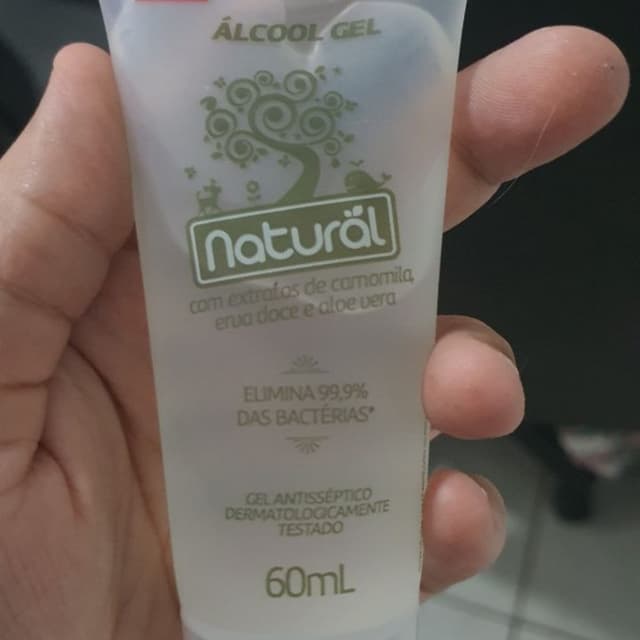 ÁLCOOL GEL
naturäl
com extratos de camomila,
erva doce e aloe vera
ELIMINA 99,9%
DAS BACTÉRIAS*
GEL ANTISSÉPTICO
DERMATOLOGICAMENTE
TESTADO
60mL